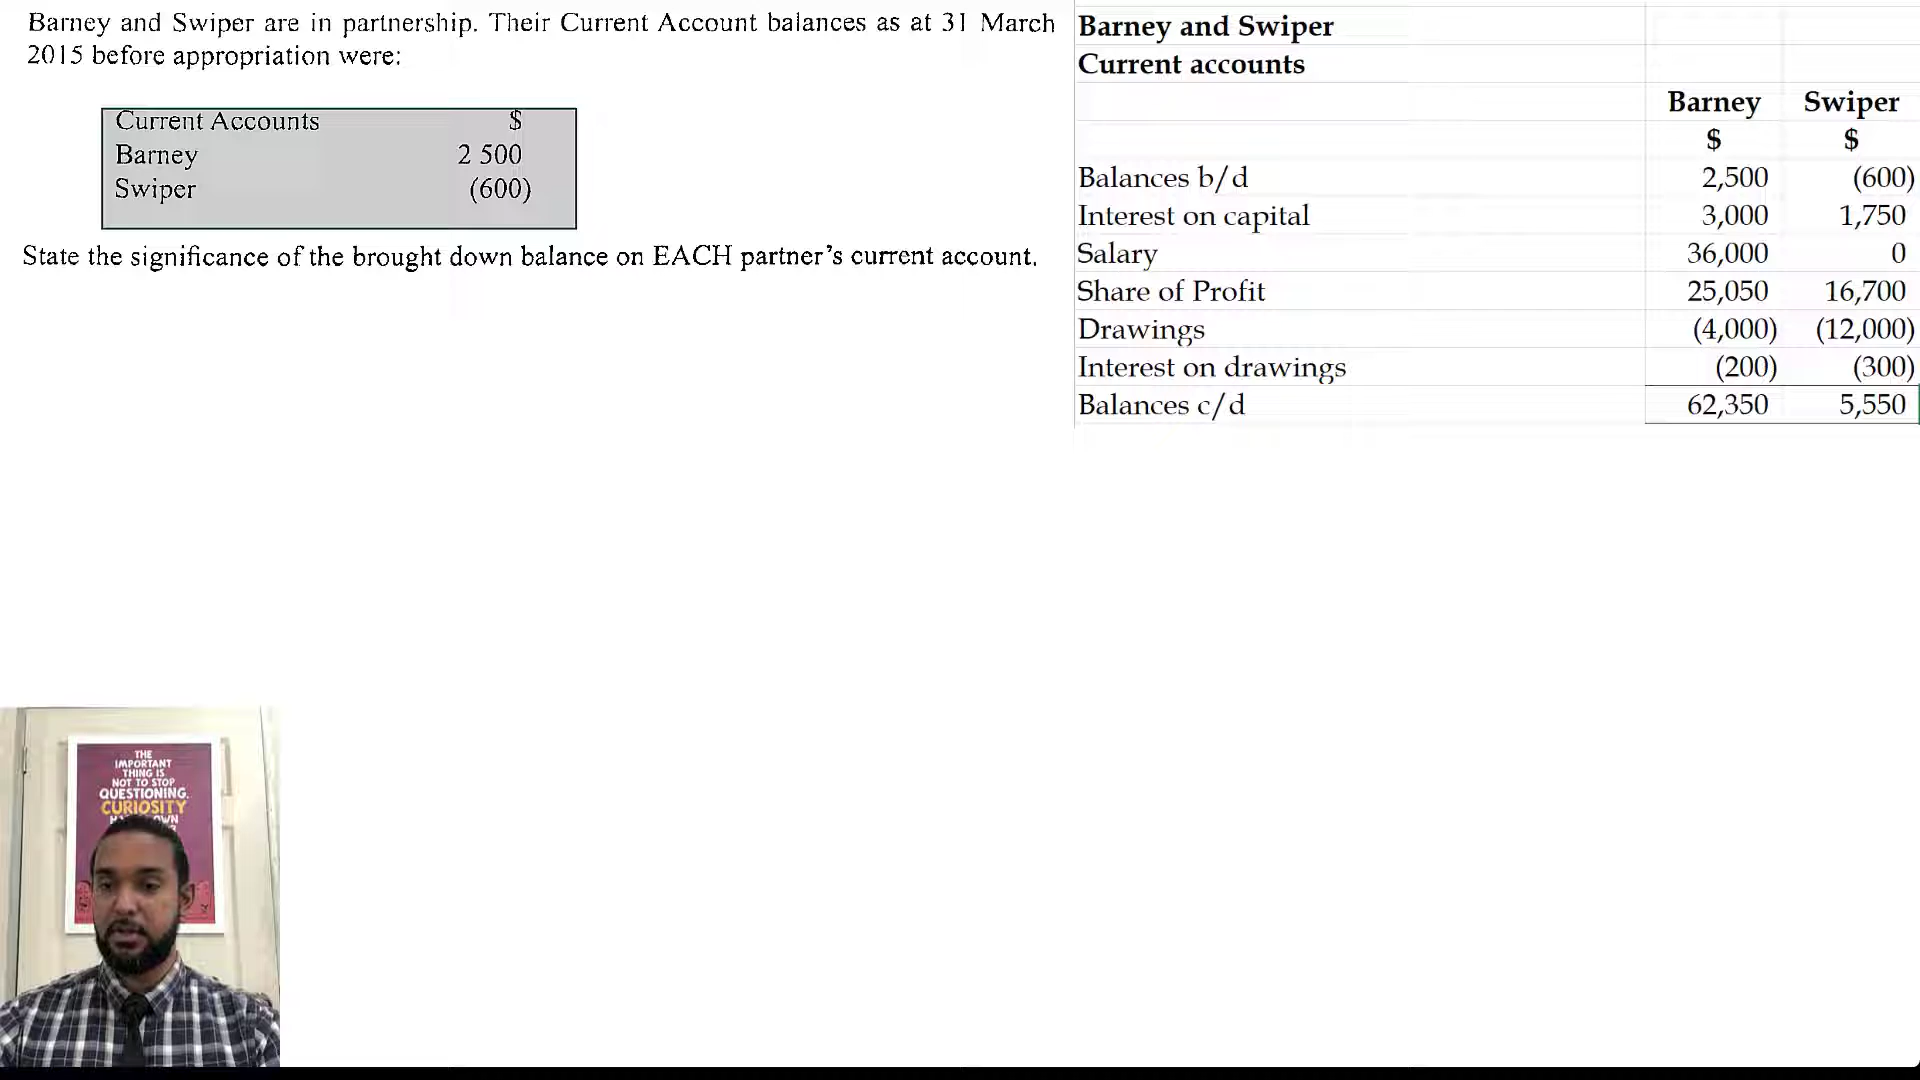 Barney and Swiper are in partnership. Their Current Account balances as at 31 March
2015 before appropriation were:
Current Accounts $
Barney 2 500
Swiper (600)
State the significance of the brought down balance on EACH partner's current account.
Barney and Swiper
Current accounts
Barney Swiper
$ $
Balances b/d 2,500 (600)
Interest on capital 3,000 1,750
Salary 36,000 0
Share of Profit 25,050 16,700
Drawings (4,000) (12,000)
Interest on drawings (200) (300)
Balances c/d 62,350 5,550
THE
IMPORTANT
THING IS
NOT TO STOP
QUESTIONING.
CURIOSITY